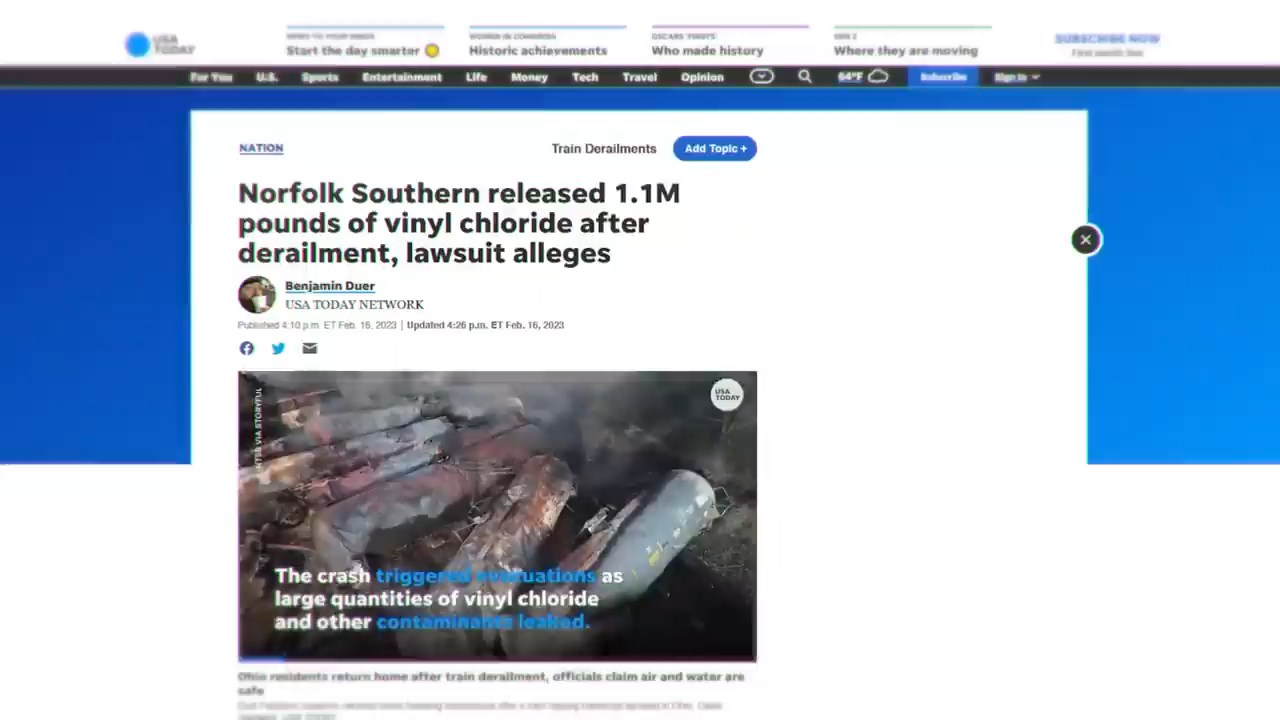 USA
TODAY
Start the day smarter
WOMEN IN CONGRESS
Historic achievements
Who made history
Where they are moving
SUBSCRIBE NOW
For You U.S. Sports Entertainment Life Money Tech Travel Opinion 64°F Subscribe Sign In
NATION
Train Derailments
Add Topic +
Norfolk Southern released 1.1M
pounds of vinyl chloride after
derailment, lawsuit alleges
Benjamin Duer
USA TODAY NETWORK
Published 4:10 p.m. ET Feb. 16, 2023 | Updated 4:26 p.m. ET Feb. 16, 2023
VIA STORYFUL
USA
TODAY
The crash triggered evacuations as
large quantities of vinyl chloride
and other contaminants leaked.
Ohio residents return home after train derailment, officials claim air and water are
safe